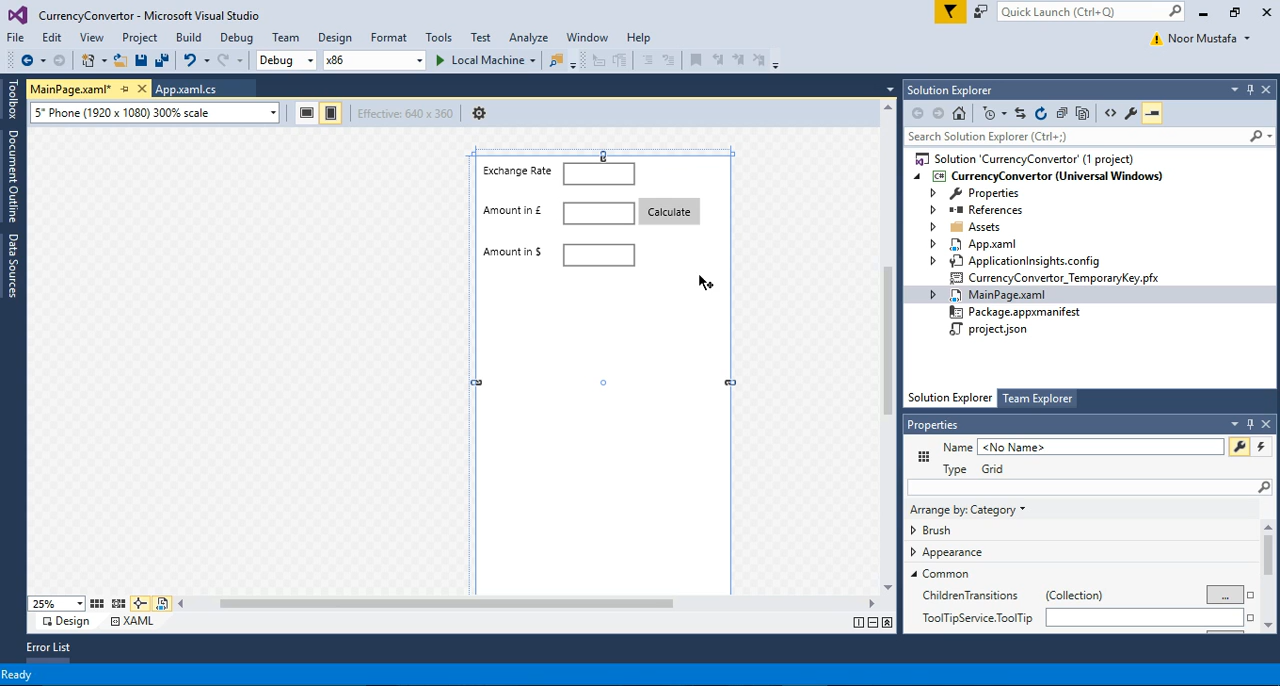 CurrencyConvertor - Microsoft Visual Studio
Quick Launch (Ctrl+Q)
File Edit View Project Build Debug Team Design Format Tools Test Analyze Window Help
Noor Mustafa
Debug x86 Local Machine
Toolbox
Document Outline
Data Sources
MainPage.xaml* App.xaml.cs
5" Phone (1920 x 1080) 300% scale
Effective: 640 x 360
Exchange Rate
Amount in £
Calculate
Amount in $
25%
Design XAML
Solution Explorer
Search Solution Explorer (Ctrl+;)
Solution 'CurrencyConvertor' (1 project)
C# CurrencyConvertor (Universal Windows)
Properties
References
Assets
App.xaml
ApplicationInsights.config
CurrencyConvertor_TemporaryKey.pfx
MainPage.xaml
Package.appxmanifest
project.json
Solution Explorer Team Explorer
Properties
Name <No Name>
Type Grid
Arrange by: Category
Brush
Appearance
Common
ChildrenTransitions (Collection) ...
ToolTipService.ToolTip
Error List
Ready